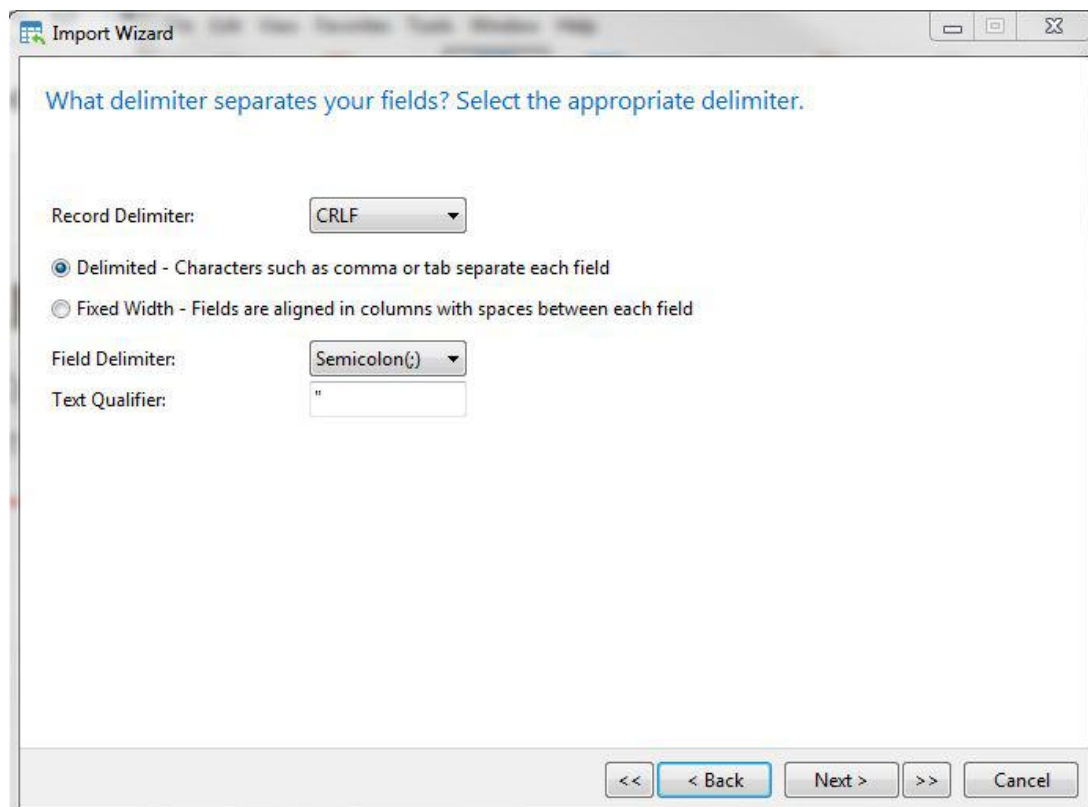 Import Wizard
What delimiter separates your fields? Select the appropriate delimiter.
Record Delimiter: CRLF
Delimited - Characters such as comma or tab separate each field
Fixed Width - Fields are aligned in columns with spaces between each field
Field Delimiter: Semicolon(;)
Text Qualifier: "
<< < Back Next > >> Cancel